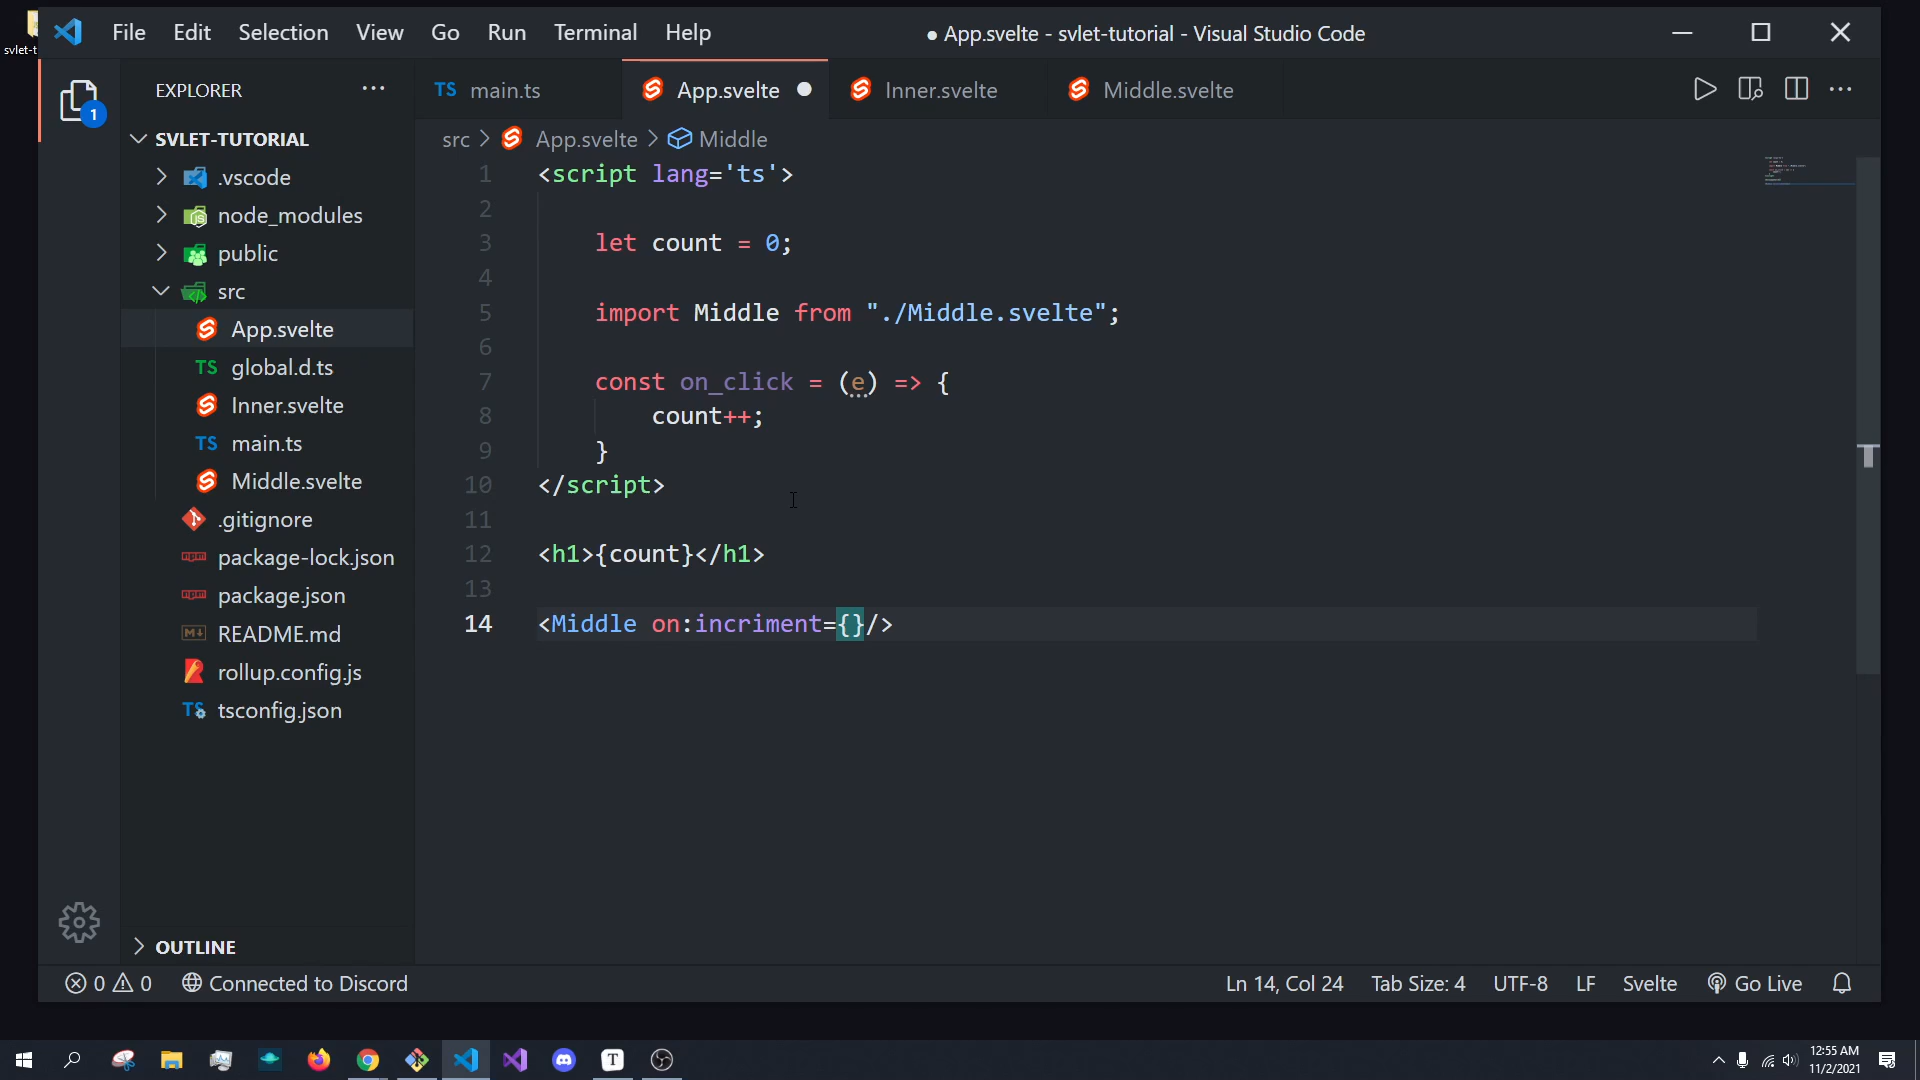 svlet-t
File Edit Selection View Go Run Terminal Help
● App.svelte - svlet-tutorial - Visual Studio Code
EXPLORER
TS main.ts
App.svelte
Inner.svelte
Middle.svelte
1
SVLET-TUTORIAL
.vscode
node_modules
public
src
App.svelte
TS global.d.ts
Inner.svelte
TS main.ts
Middle.svelte
.gitignore
package-lock.json
package.json
README.md
rollup.config.js
TS tsconfig.json
OUTLINE
src > App.svelte > Middle
1 <script lang='ts'>
2
3 let count = 0;
4
5 import Middle from "./Middle.svelte";
6
7 const on_click = (e) => {
8 count++;
9 }
10 </script>
11
12 <h1>{count}</h1>
13
14 <Middle on:incriment={}/>
0 0 Connected to Discord
Ln 14, Col 24 Tab Size: 4 UTF-8 LF Svelte Go Live
12:55 AM
11/2/2021